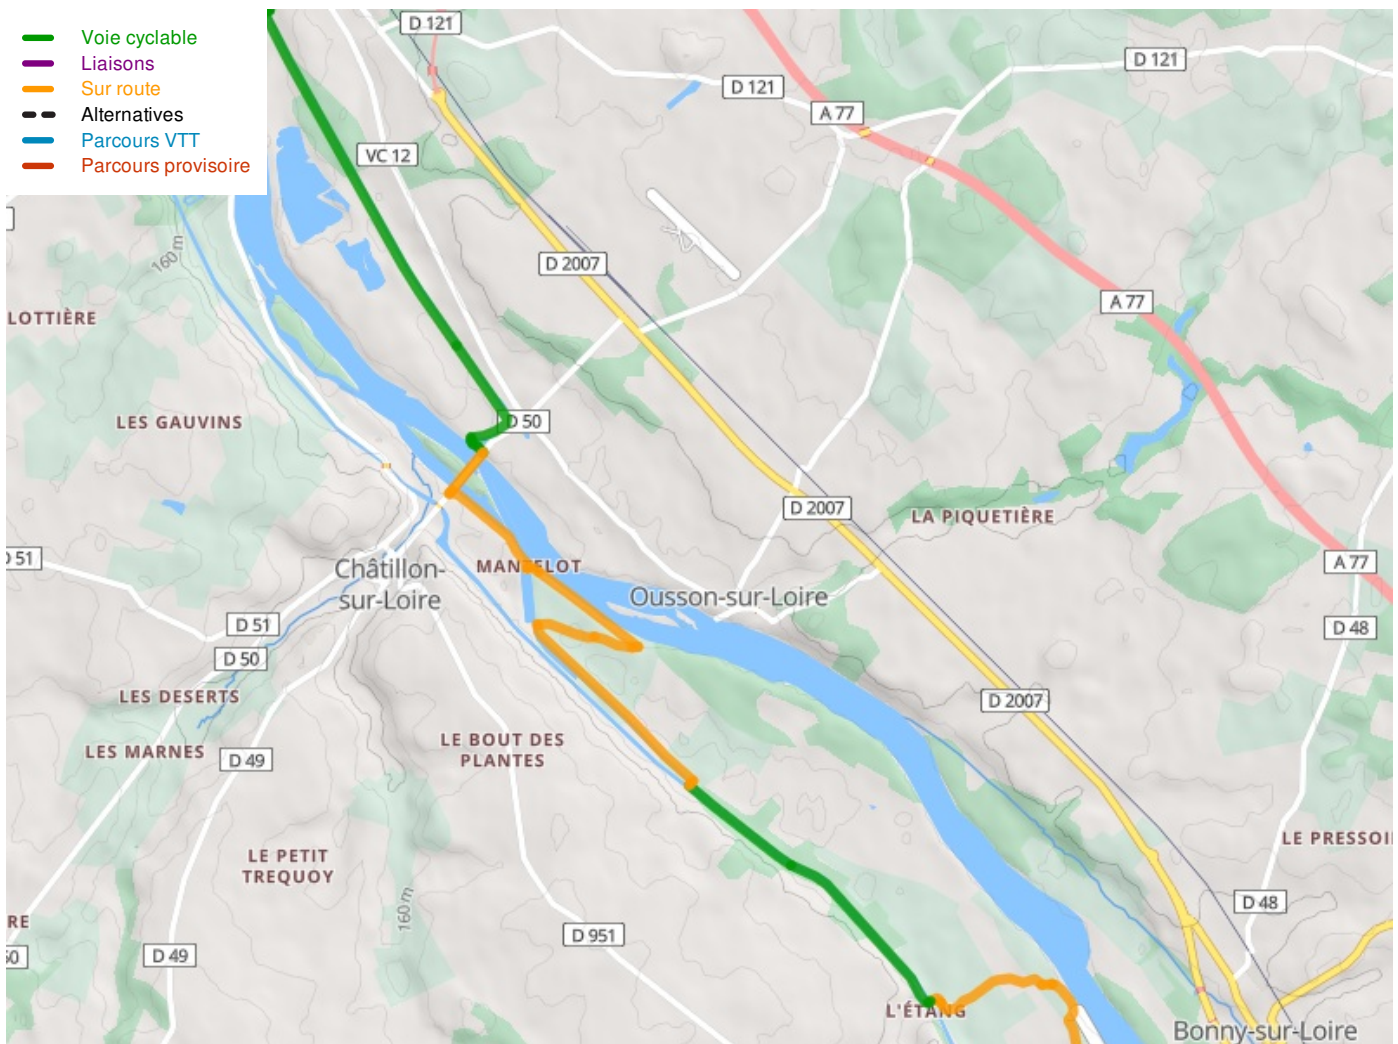 Voie cyclable
Liaisons
Sur route
Alternatives
Parcours VTT
Parcours provisoire
D 121
D 121
D 121
A 77
VC 12
160 m
D 2007
A 77
LOTTIÈRE
LES GAUVINS
D 50
D 2007
LA PIQUETIÈRE
D 51
Châtillon-
sur-Loire
MANTELOT
Ousson-sur-Loire
A 77
D 51
D 48
D 50
LES DESERTS
D 2007
LES MARNES
D 49
LE BOUT DES
PLANTES
LE PRESSOI
LE PETIT
TREQUOY
160 m
D 48
RE
D 951
D 49
L'ÉTANG
Bonny-sur-Loire